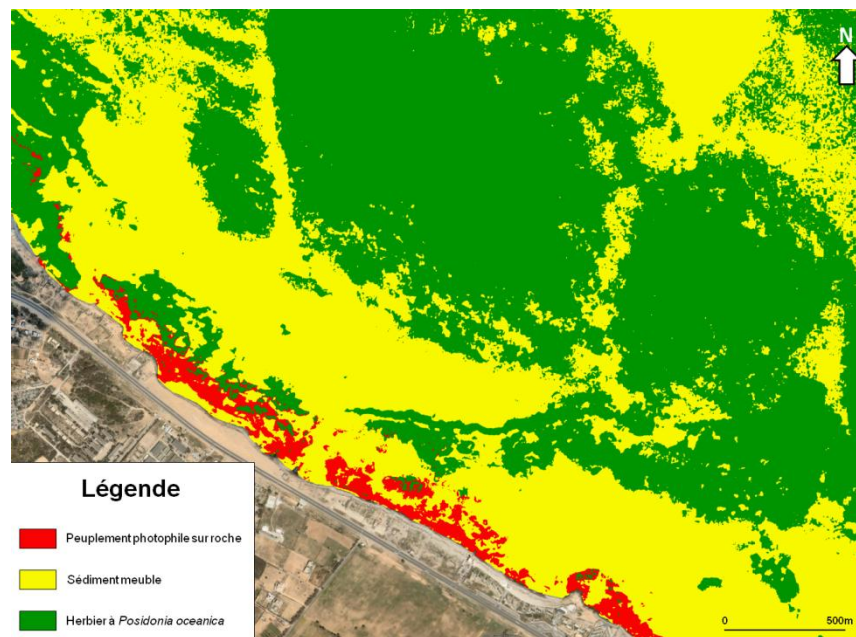 N
Légende
Peuplement photophile sur roche
Sédiment meuble
Herbier à Posidonia oceanica
0 500m